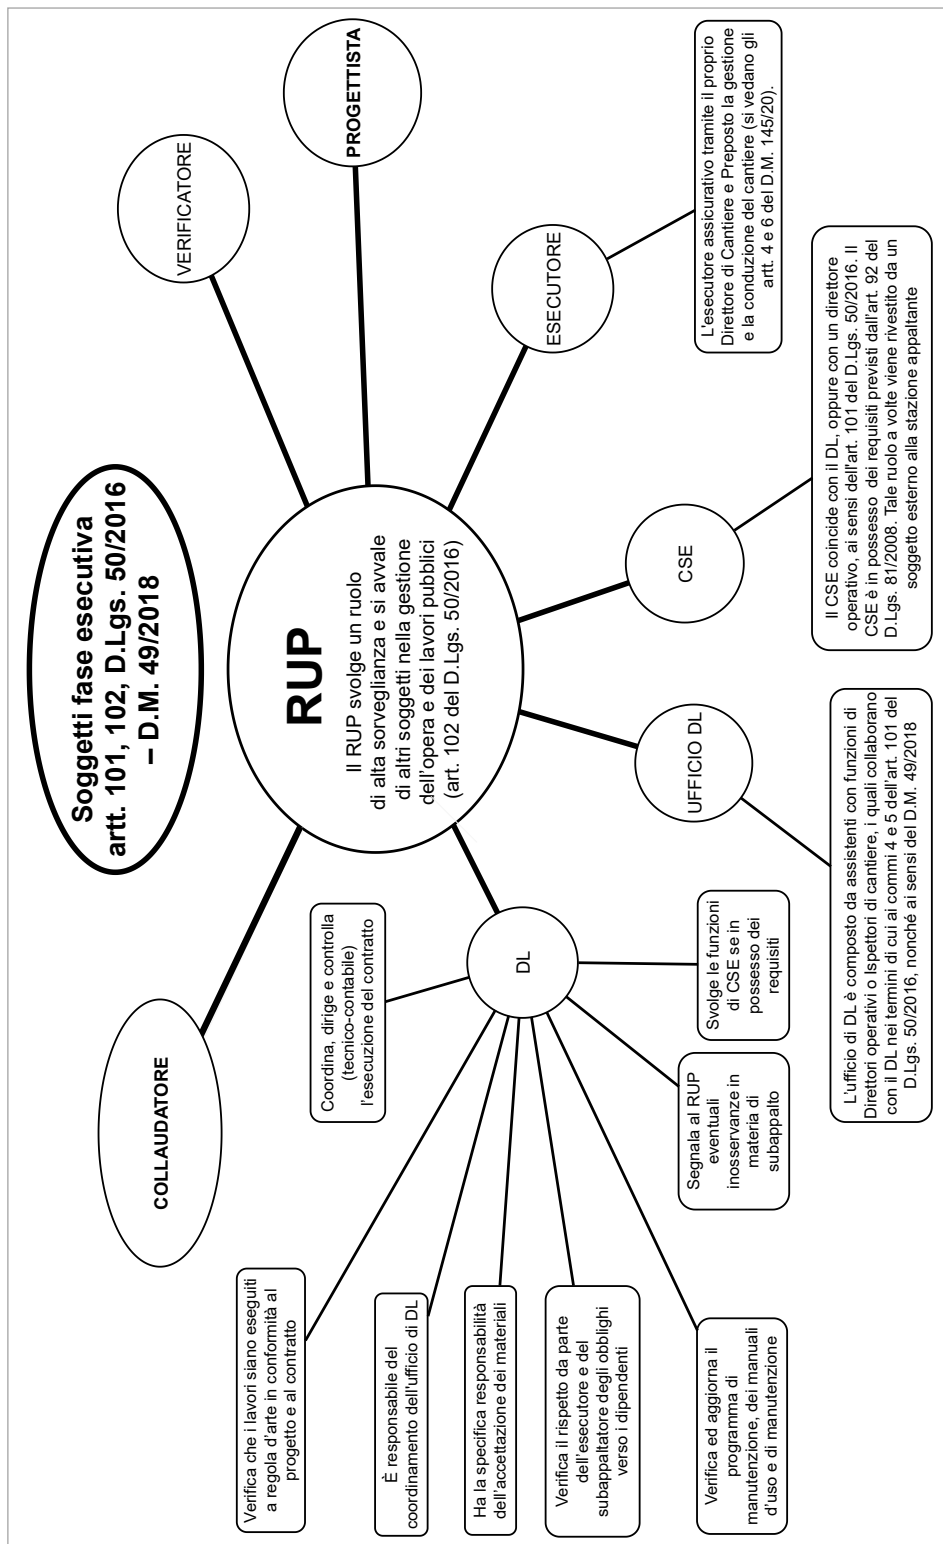 Soggetti fase esecutiva
artt. 101, 102, D.Lgs. 50/2016
– D.M. 49/2018
COLLAUDATORE
VERIFICATORE
PROGETTISTA
RUP
Il RUP svolge un ruolo
di alta sorveglianza e si avvale
di altri soggetti nella gestione
dell'opera e dei lavori pubblici
(art. 102 del D.Lgs. 50/2016)
Verifica che i lavori siano eseguiti
a regola d'arte in conformità al
progetto e al contratto
Coordina, dirige e controlla
(tecnico-contabile)
l'esecuzione del contratto
È responsabile del
coordinamento dell'ufficio di DL
Ha la specifica responsabilità
dell'accettazione dei materiali
Verifica il rispetto da parte
dell'esecutore e del
subappaltatore degli obblighi
verso i dipendenti
Verifica ed aggiorna il
programma di
manutenzione, dei manuali
d'uso e di manutenzione
DL
Segnala al RUP
eventuali
inosservanze in
materia di
subappalto
Svolge le funzioni
di CSE se in
possesso dei
requisiti
UFFICIO DL
L'ufficio di DL è composto da assistenti con funzioni di
Direttori operativi o Ispettori di cantiere, i quali collaborano
con il DL nei termini di cui ai commi 4 e 5 dell'art. 101 del
D.Lgs. 50/2016, nonché ai sensi del D.M. 49/2018
CSE
Il CSE coincide con il DL, oppure con un direttore
operativo, ai sensi dell'art. 101 del D.Lgs. 50/2016. Il
CSE è in possesso dei requisiti previsti dall'art. 92 del
D.Lgs. 81/2008. Tale ruolo a volte viene rivestito da un
soggetto esterno alla stazione appaltante
ESECUTORE
L'esecutore assicurativo tramite il proprio
Direttore di Cantiere e Preposto la gestione
e la conduzione del cantiere (si vedano gli
artt. 4 e 6 del D.M. 145/20).